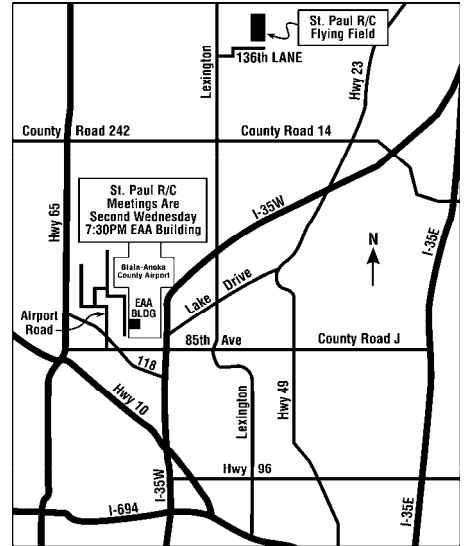 St. Paul R/C
Flying Field
Lexington
136th LANE
Hwy 23
County Road 242
County Road 14
St. Paul R/C
Meetings Are
Second Wednesday
7:30PM EAA Building
Hwy 65
I-35W
I-35E
N
Blain-Anoka
County Airport
EAA
BLDG
Lake Drive
Airport
Road
85th Ave
County Road J
118
Hwy 10
Lexington
Hwy 49
Hwy 96
I-35W
I-35E
I-694